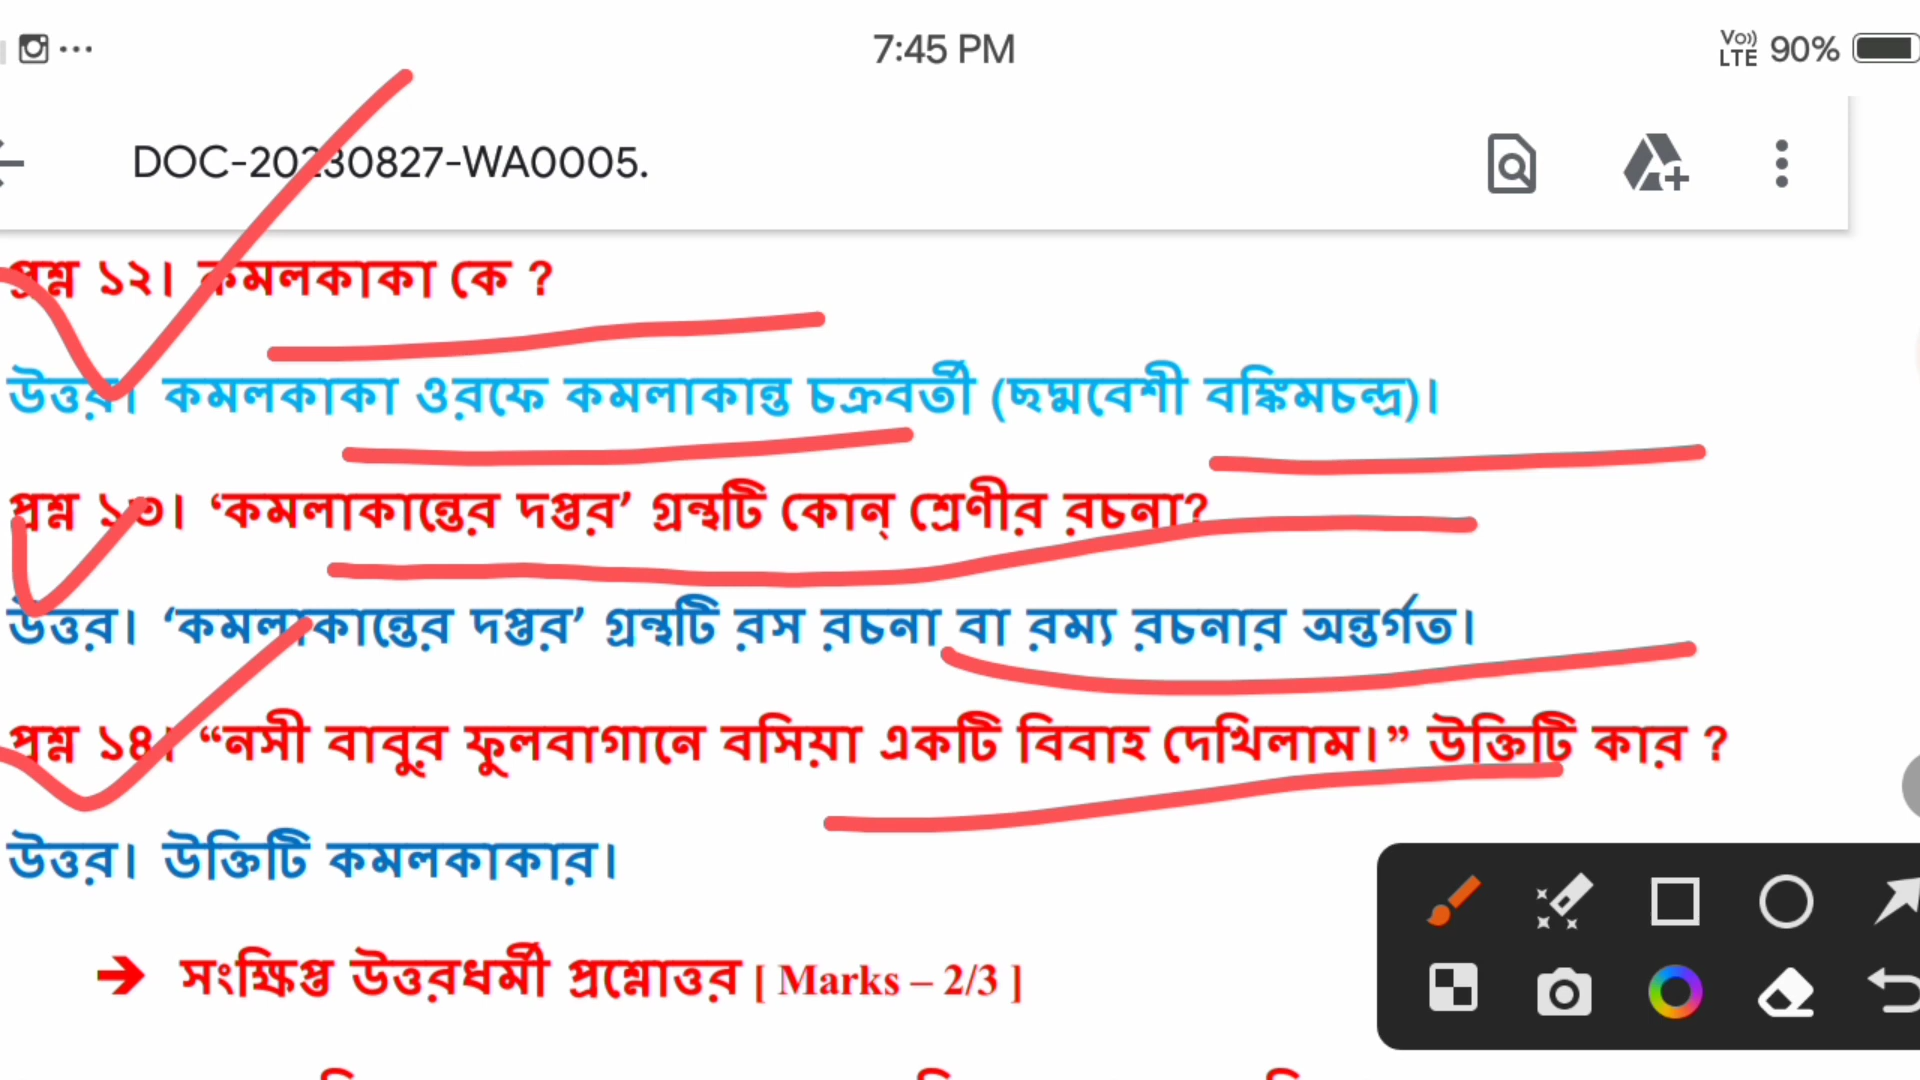 7:45 PM
Vo)) LTE 90%
DOC-20230827-WA0005.
প্রশ্ন ১২। কমলকাকা কে ?
উত্তর। কমলকাকা ওরফে কমলাকান্ত চক্রবর্তী (ছদ্মবেশী বঙ্কিমচন্দ্র)।
প্রশ্ন ১৩। ‘কমলাকান্তের দপ্তর’ গ্রন্থটি কোন্ শ্রেণীর রচনা?
উত্তর। ‘কমলাকান্তের দপ্তর’ গ্রন্থটি রস রচনা বা রম্য রচনার অন্তর্গত।
প্রশ্ন ১৪। “নসী বাবুর ফুলবাগানে বসিয়া একটি বিবাহ দেখিলাম।” উক্তিটি কার ?
উত্তর। উক্তিটি কমলকাকার।
➔ সংক্ষিপ্ত উত্তরধর্মী প্রশ্নোত্তর [ Marks – 2/3 ]